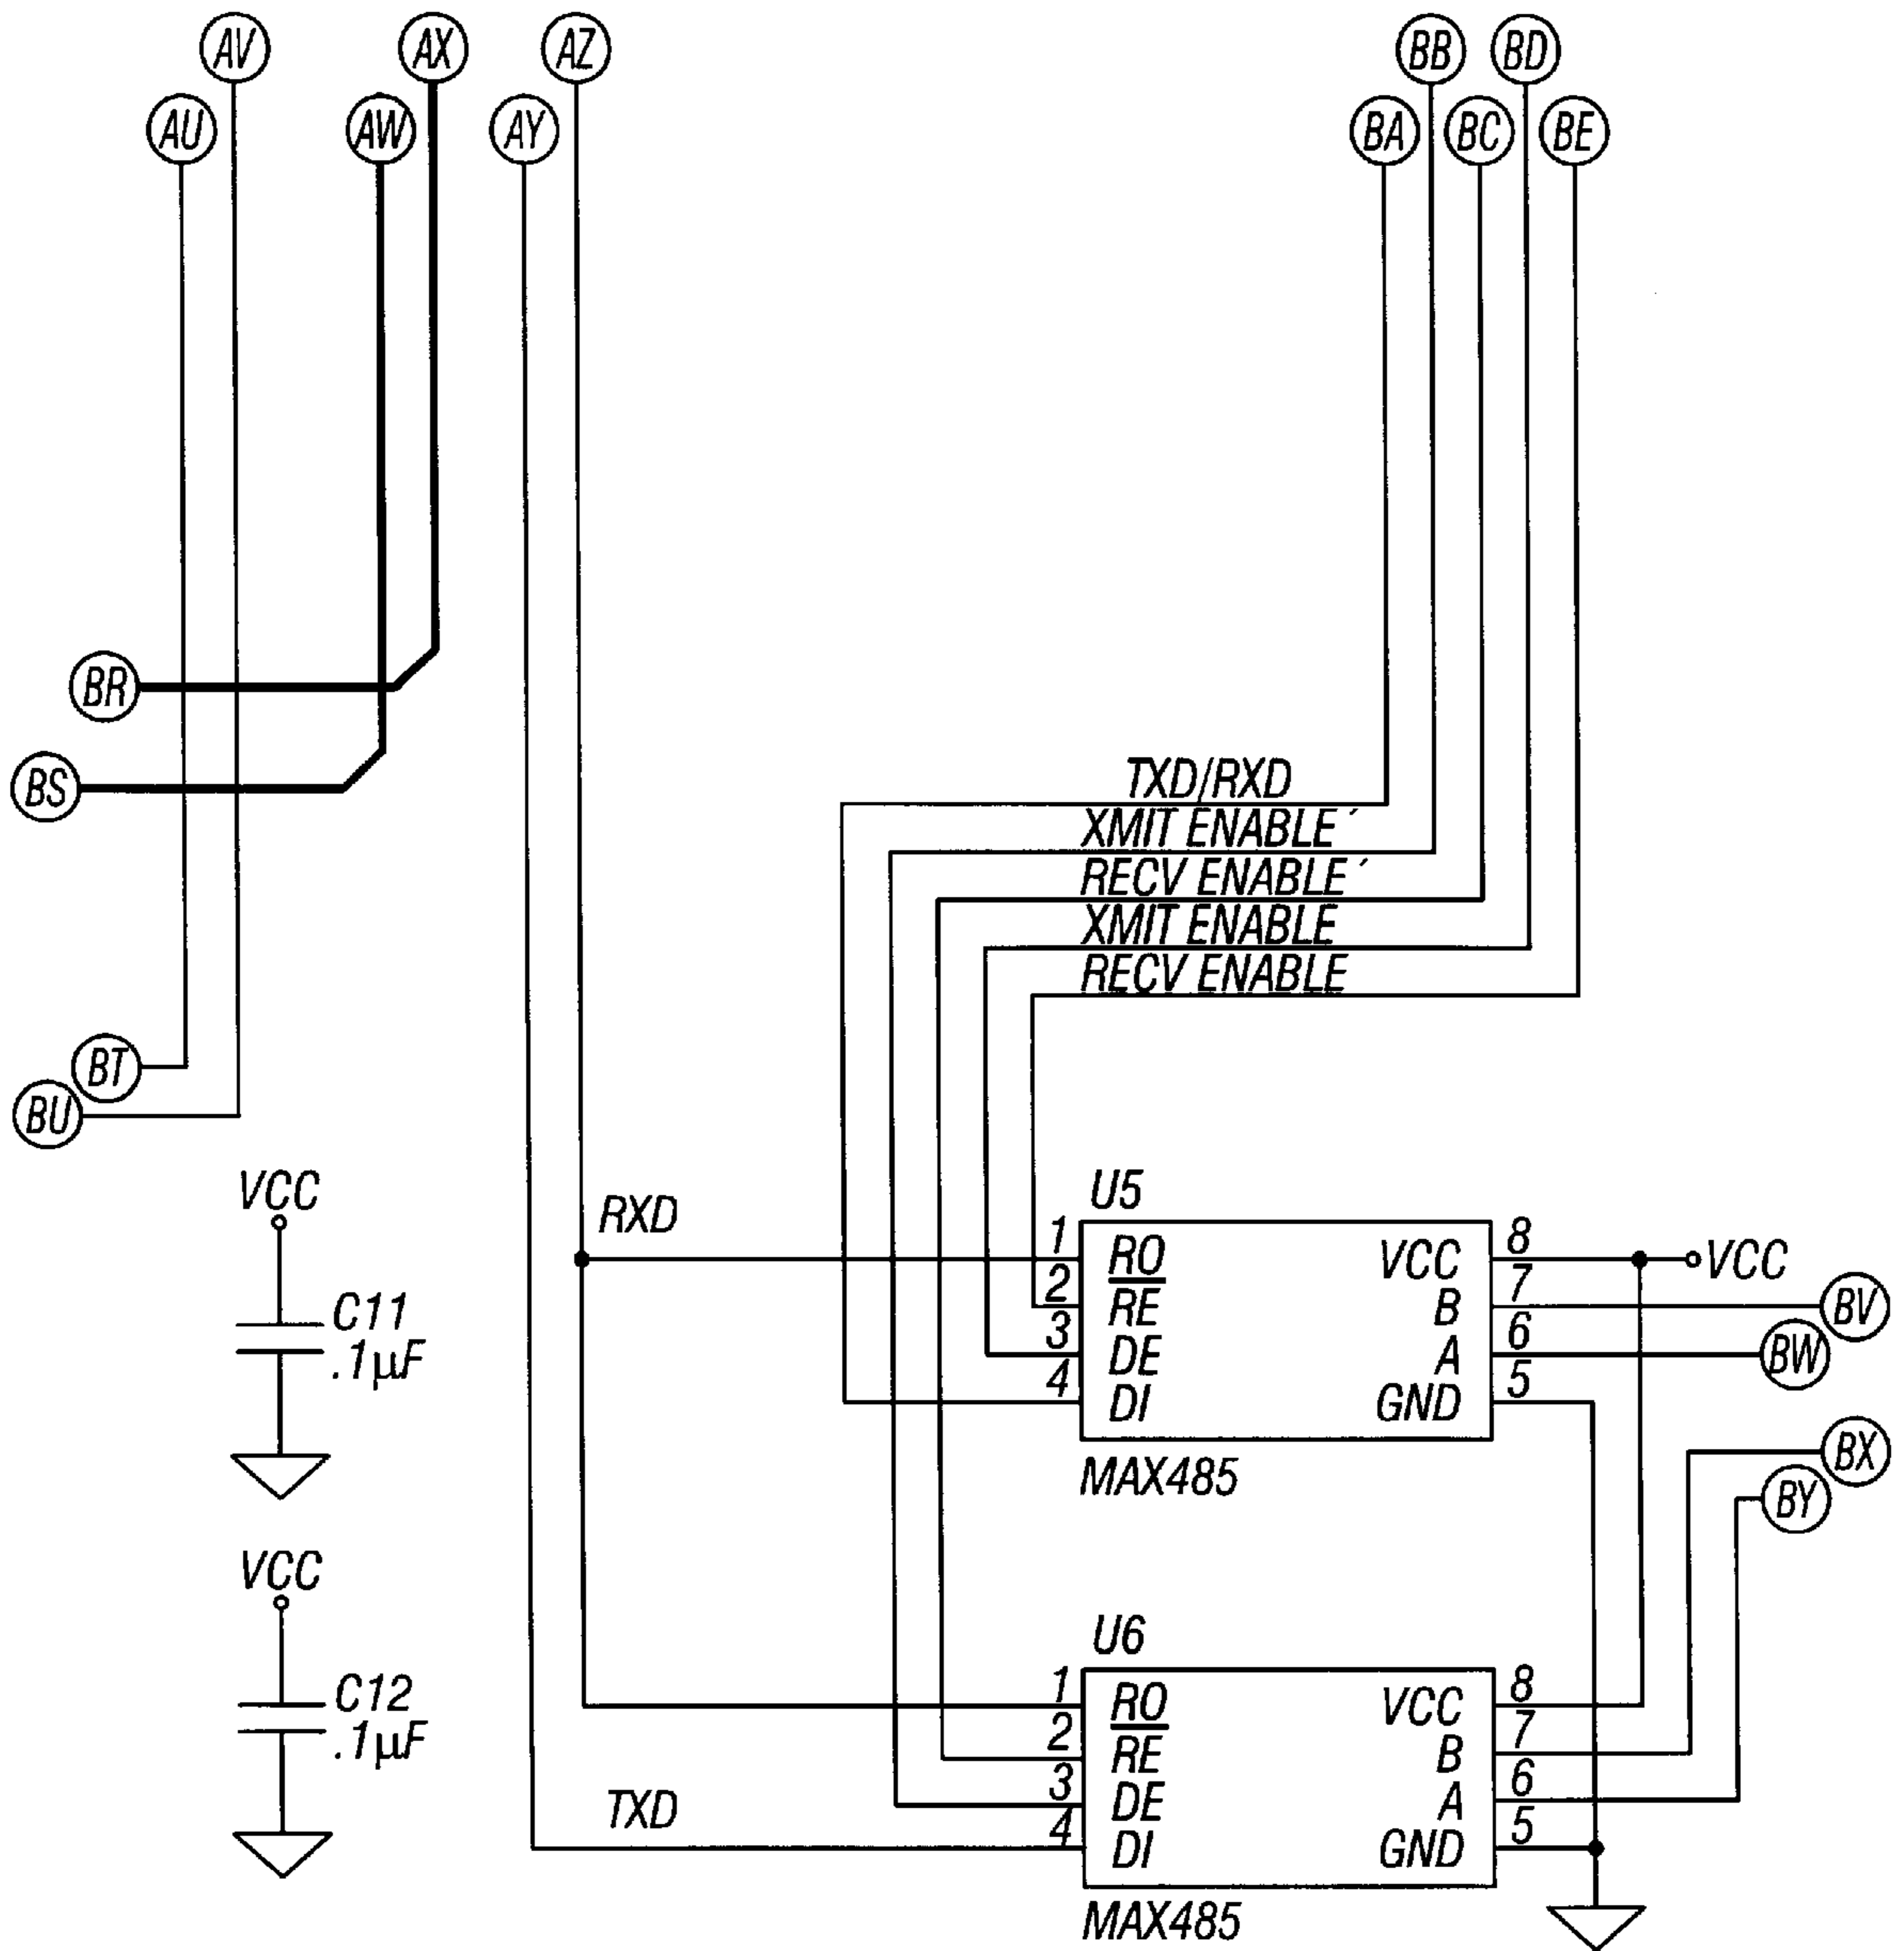 AV AX AZ BB BD
AU AW AY BA BC BE
BR
BS
TXD/RXD
XMIT ENABLE´
RECV ENABLE´
XMIT ENABLE
RECV ENABLE
BT
BU
VCC
C11
.1µF
RXD
U5
1 RO VCC 8 VCC
2 R̅E̅ B 7 BV
3 DE A 6 BW
4 DI GND 5
MAX485
BX
BY
VCC
C12
.1µF
U6
1 RO VCC 8
2 R̅E̅ B 7
3 DE A 6
TXD
4 DI GND 5
MAX485